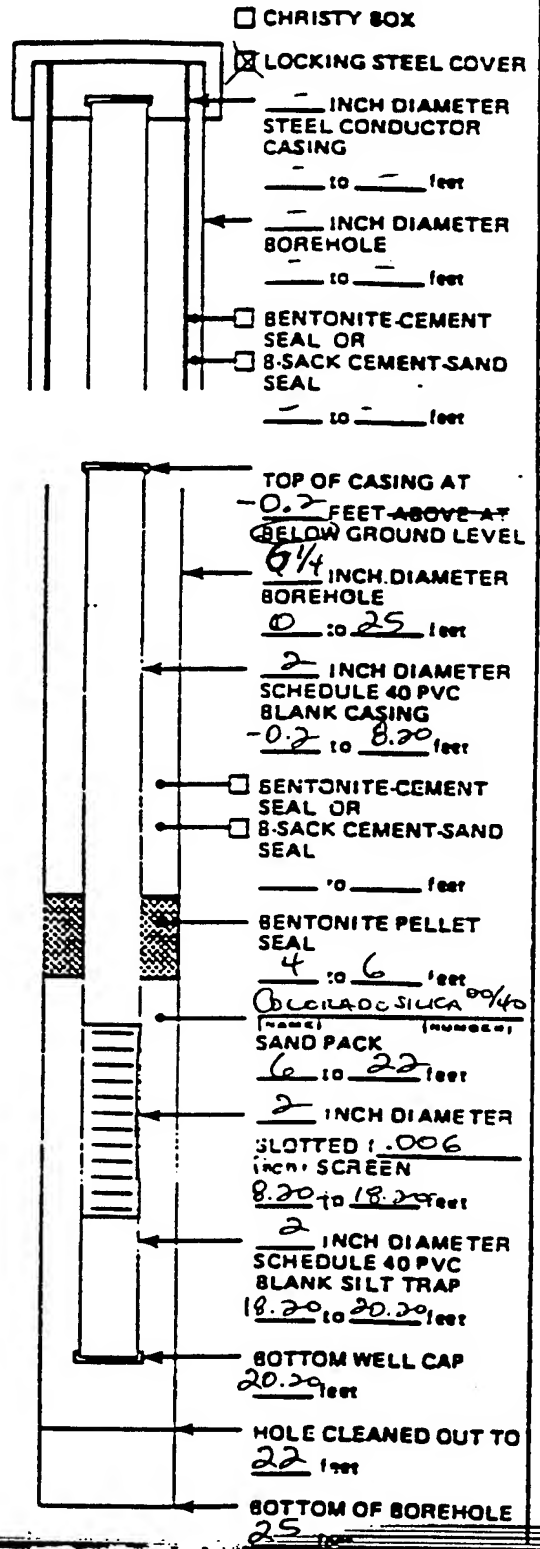 ☐ CHRISTY BOX
☒ LOCKING STEEL COVER
- INCH DIAMETER
STEEL CONDUCTOR
CASING
- to - feet
- INCH DIAMETER
BOREHOLE
- to - feet
☐ BENTONITE-CEMENT
SEAL OR
☐ 8-SACK CEMENT-SAND
SEAL
- to - feet
TOP OF CASING AT
-0.2 FEET ABOVE AT
BELOW GROUND LEVEL
6 1/4 INCH DIAMETER
BOREHOLE
0 to 25 feet
2 INCH DIAMETER
SCHEDULE 40 PVC
BLANK CASING
-0.2 to 8.20 feet
☐ BENTONITE-CEMENT
SEAL OR
☐ 8-SACK CEMENT-SAND
SEAL
___ to ___ feet
BENTONITE PELLET
SEAL
4 to 6 feet
COLORADO SILICA 00/40
(NAME) (NUMBER)
SAND PACK
6 to 22 feet
2 INCH DIAMETER
SLOTTED ( .006
inch) SCREEN
8.20 to 18.20 feet
2 INCH DIAMETER
SCHEDULE 40 PVC
BLANK SILT TRAP
18.20 to 20.20 feet
BOTTOM WELL CAP
20.20 feet
HOLE CLEANED OUT TO
22 feet
BOTTOM OF BOREHOLE
25